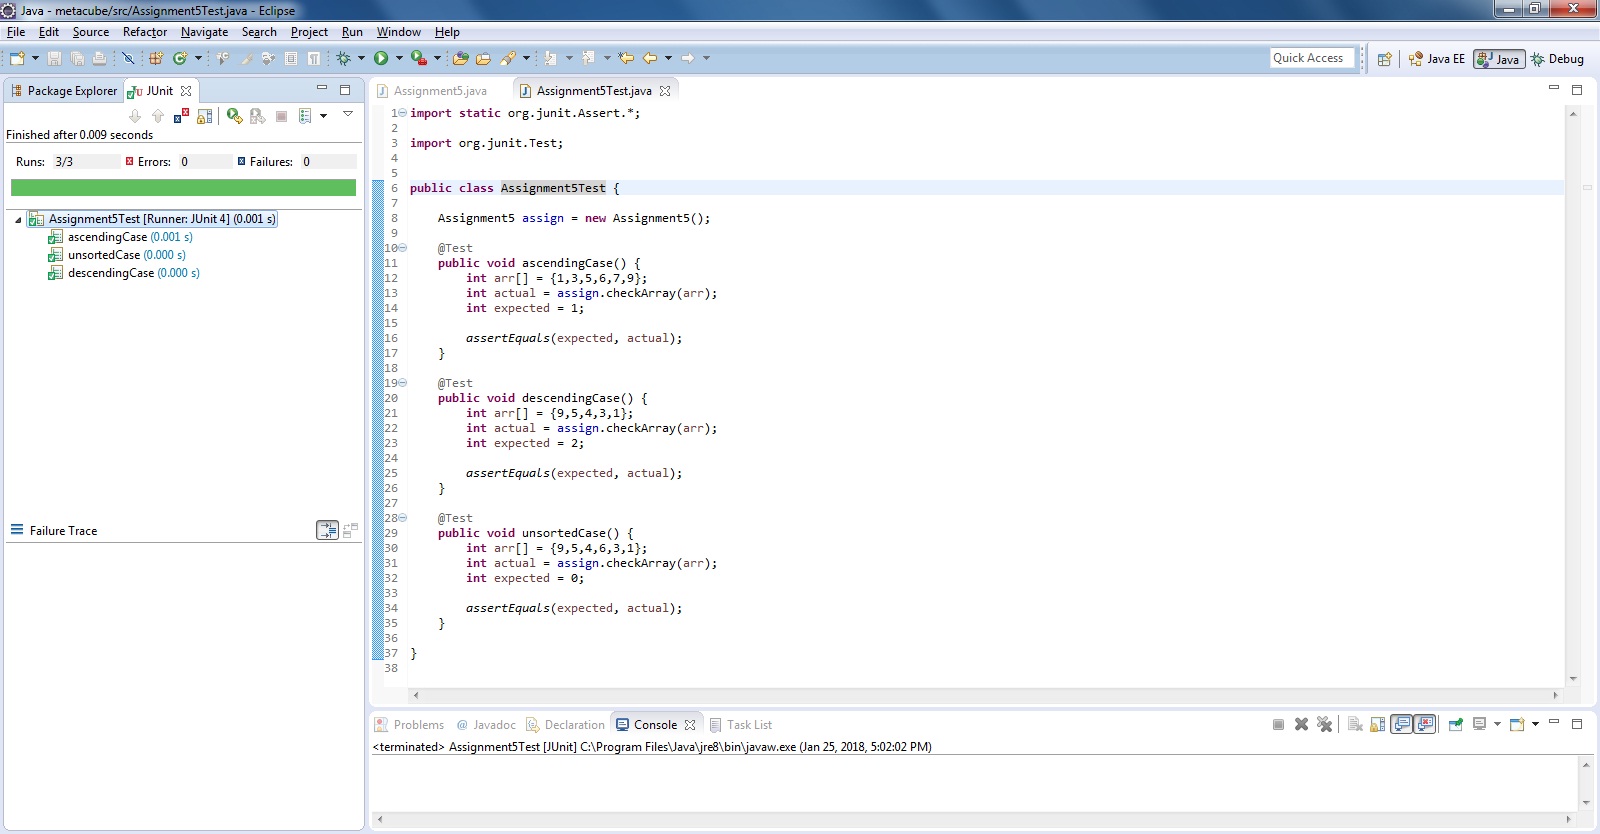 Java - metacube/src/Assignment5Test.java - Eclipse
File Edit Source Refactor Navigate Search Project Run Window Help
Quick Access Java EE Java Debug
Package Explorer JUnit
Finished after 0.009 seconds
Runs: 3/3 Errors: 0 Failures: 0
Assignment5Test [Runner: JUnit 4] (0.001 s)
ascendingCase (0.001 s)
unsortedCase (0.000 s)
descendingCase (0.000 s)
Failure Trace
Assignment5.java Assignment5Test.java
1 import static org.junit.Assert.*;
2
3 import org.junit.Test;
4
5
6 public class Assignment5Test {
7
8     Assignment5 assign = new Assignment5();
9
10     @Test
11     public void ascendingCase() {
12         int arr[] = {1,3,5,6,7,9};
13         int actual = assign.checkArray(arr);
14         int expected = 1;
15
16         assertEquals(expected, actual);
17     }
18
19     @Test
20     public void descendingCase() {
21         int arr[] = {9,5,4,3,1};
22         int actual = assign.checkArray(arr);
23         int expected = 2;
24
25         assertEquals(expected, actual);
26     }
27
28     @Test
29     public void unsortedCase() {
30         int arr[] = {9,5,4,6,3,1};
31         int actual = assign.checkArray(arr);
32         int expected = 0;
33
34         assertEquals(expected, actual);
35     }
36
37 }
38
Problems @ Javadoc Declaration Console Task List
<terminated> Assignment5Test [JUnit] C:\Program Files\Java\jre8\bin\javaw.exe (Jan 25, 2018, 5:02:02 PM)